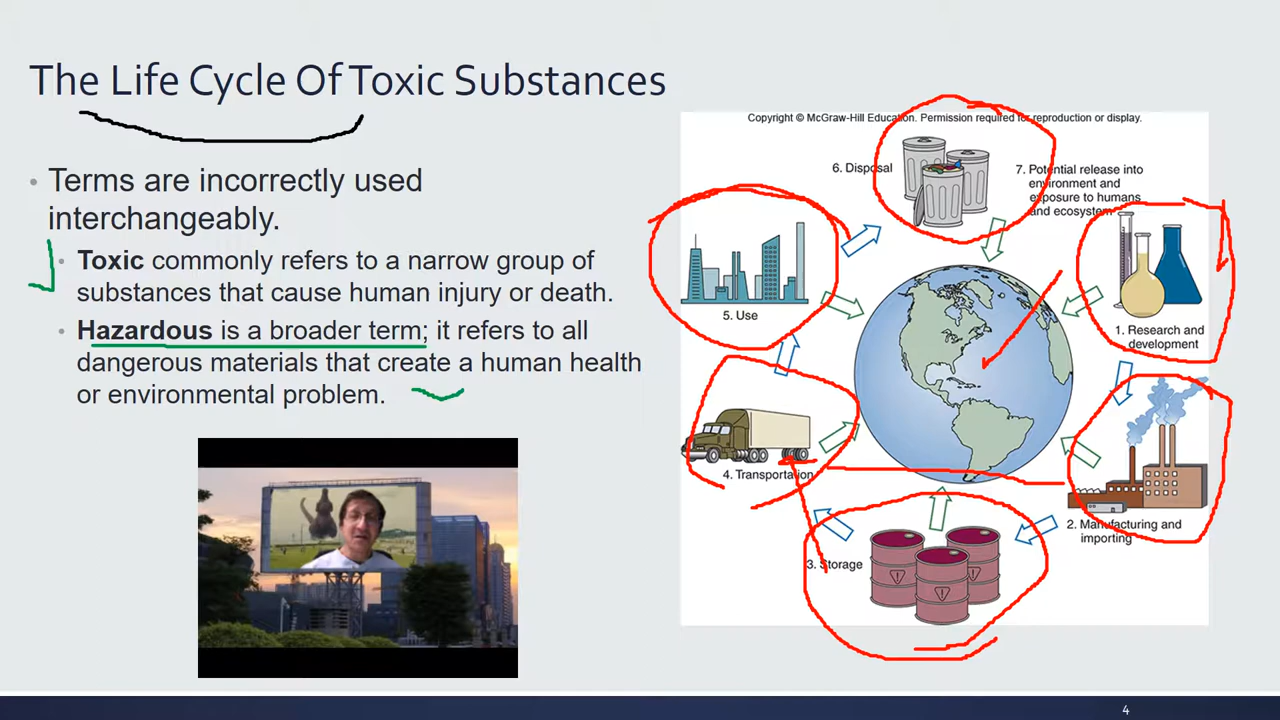 The Life Cycle Of Toxic Substances
Terms are incorrectly used
interchangeably.
Toxic commonly refers to a narrow group of
substances that cause human injury or death.
Hazardous is a broader term; it refers to all
dangerous materials that create a human health
or environmental problem.
Copyright © McGraw-Hill Education. Permission required for reproduction or display.
6. Disposal
7. Potential release into
environment and
exposure to humans
and ecosystem
5. Use
1. Research and
development
4. Transportation
2. Manufacturing and
importing
3. Storage
4